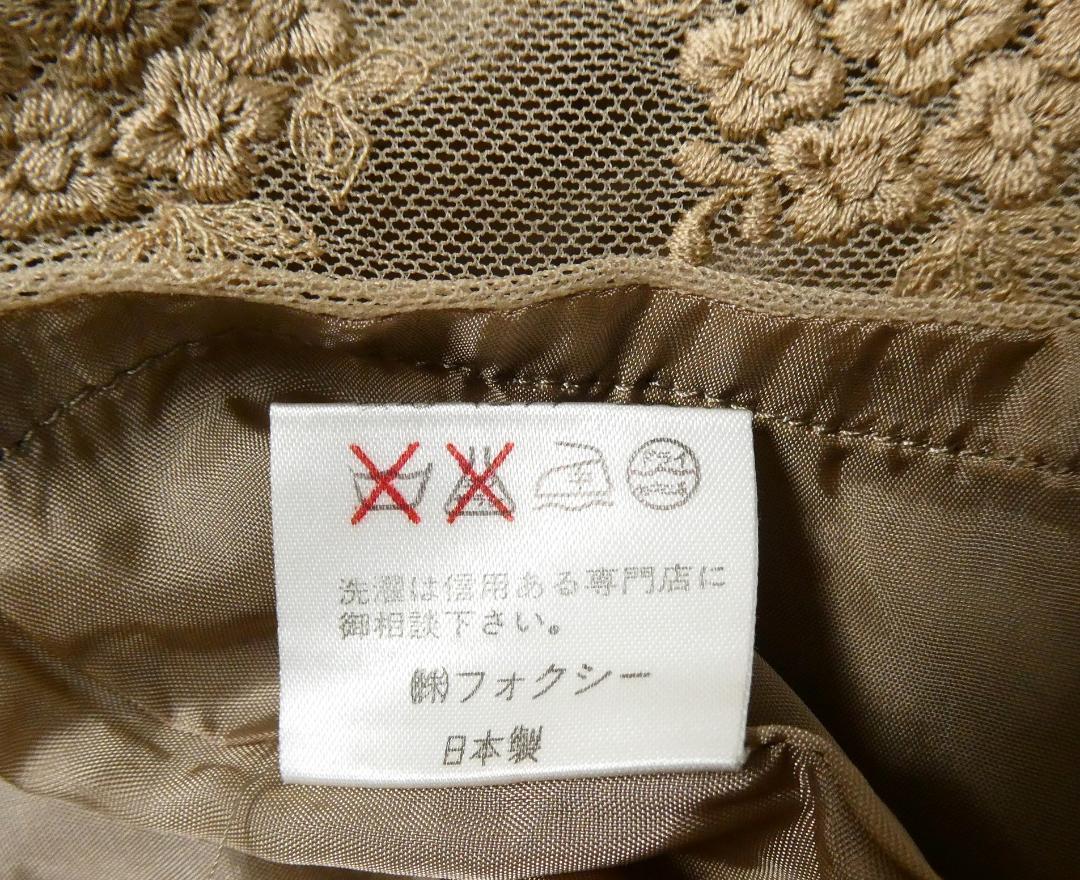 洗濯は信用ある専門店に
御相談下さい。
㈱フォクシー
日本製